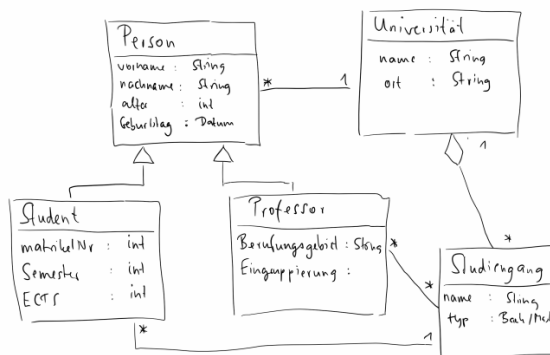 Person
vorname : String
nachname : String
alter : int
Geburtstag : Datum
* 1
Universität
name : String
ort : String
1
*
Student
matrikelNr : int
Semester : int
ECTS : int
*
Professor
Berufungsgebiet : String
Eingruppierung :
*
*
Studiengang
name : String
typ : Bach/
1